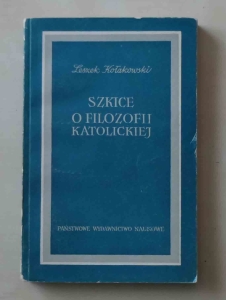 Leszek Kołakowski
SZKICE
O FILOZOFII
KATOLICKIEJ
PAŃSTWOWE WYDAWNICTWO NAUKOWE